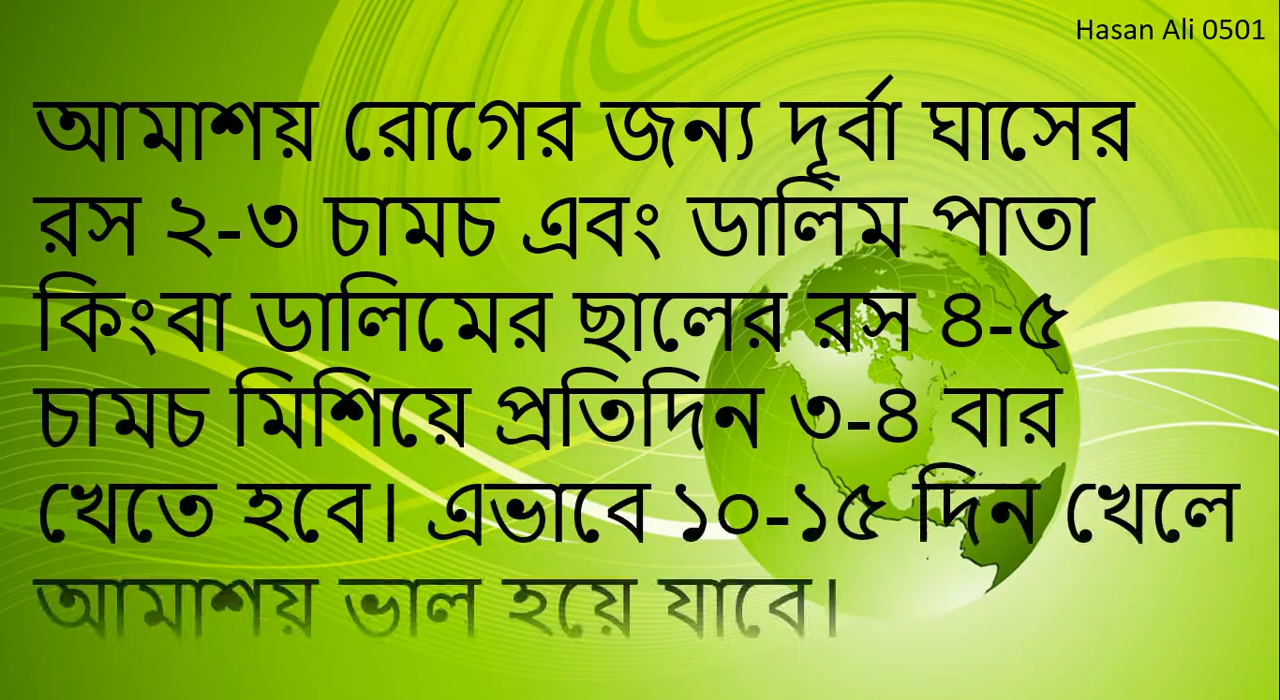 Hasan Ali 0501
আমাশয় রোগের জন্য দূর্বা ঘাসের
রস ২-৩ চামচ এবং ডালিম পাতা
কিংবা ডালিমের ছালের রস ৪-৫
চামচ মিশিয়ে প্রতিদিন ৩-৪ বার
খেতে হবে। এভাবে ১০-১৫ দিন খেলে
আমাশয় ভাল হয়ে যাবে।